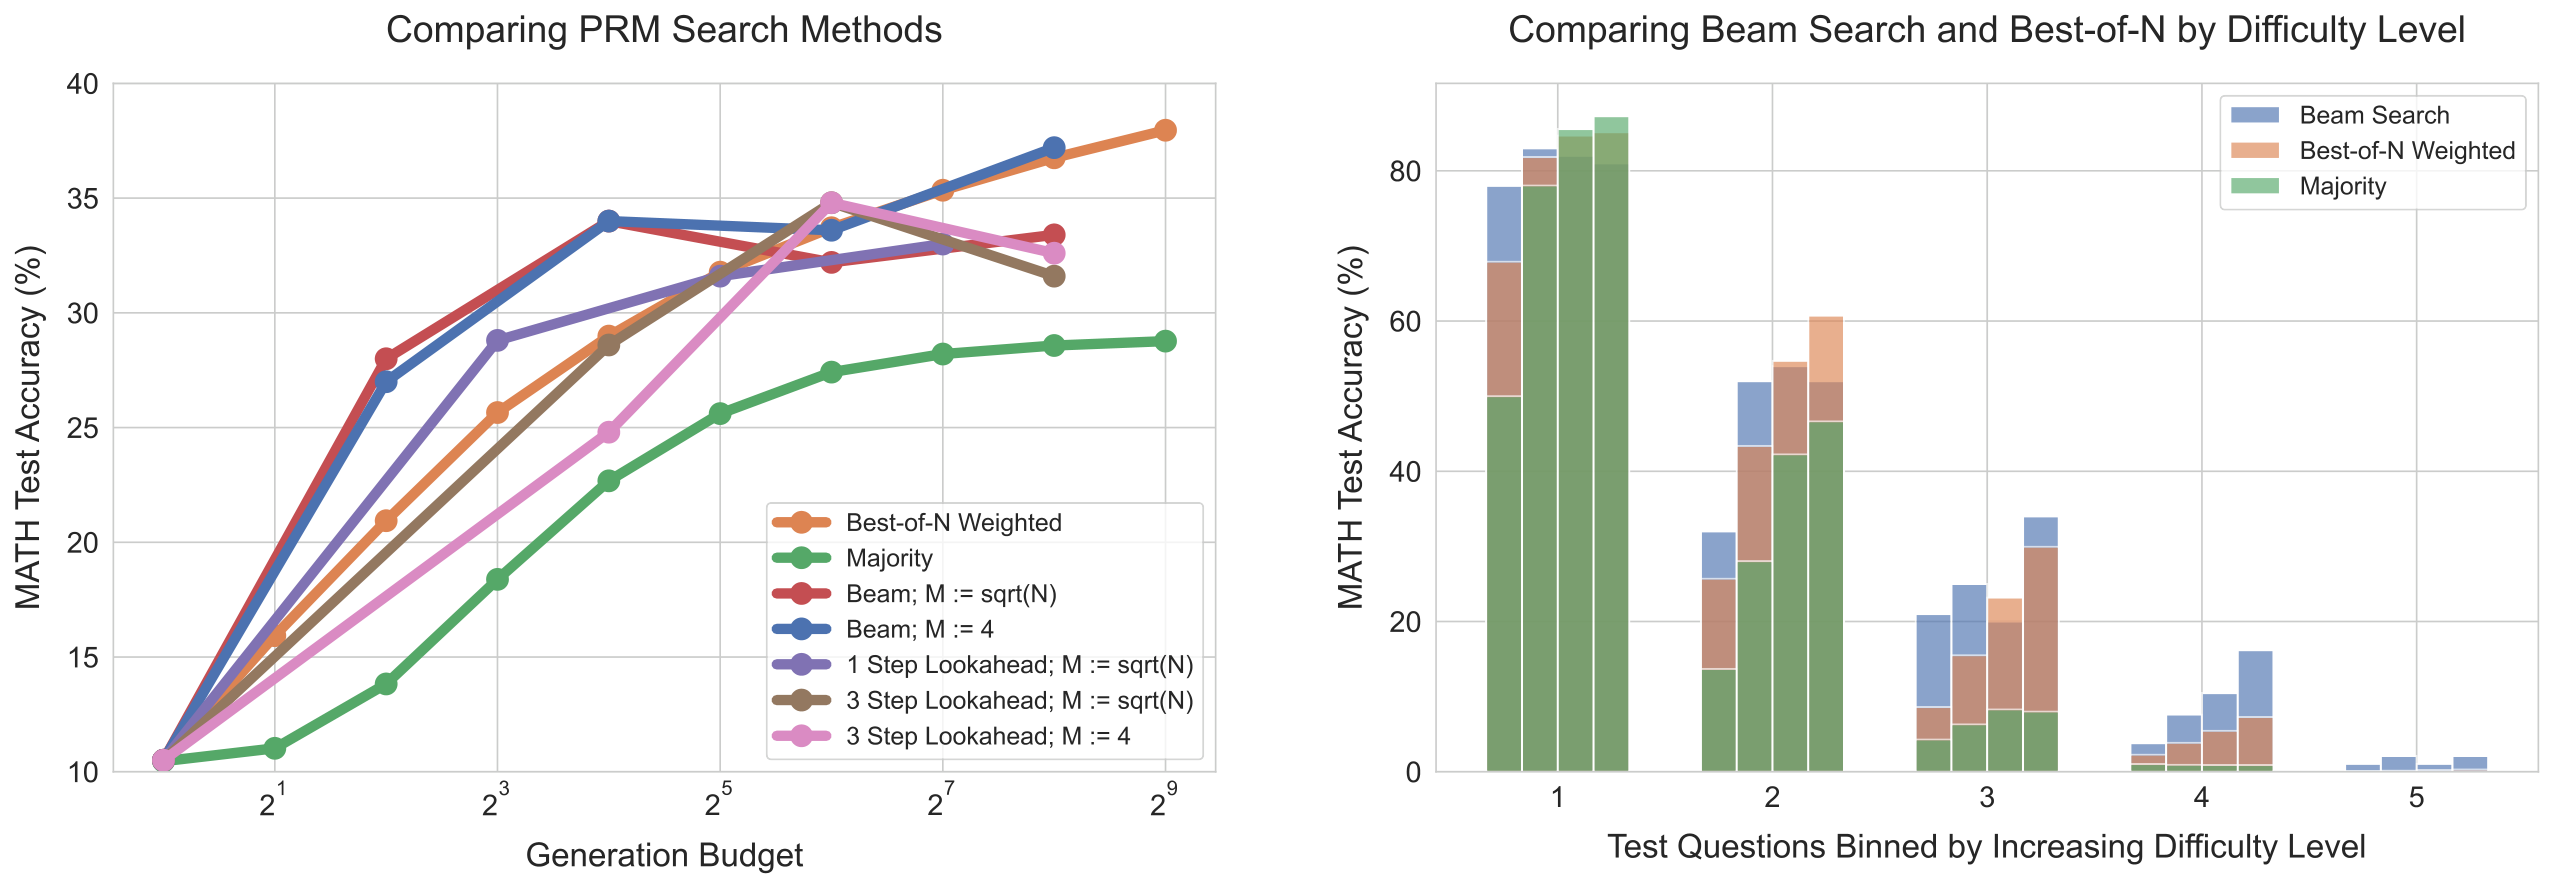 Comparing PRM Search Methods
MATH Test Accuracy (%)
40
35
30
25
20
15
10
2^1
2^3
2^5
2^7
2^9
Generation Budget
Best-of-N Weighted
Majority
Beam; M := sqrt(N)
Beam; M := 4
1 Step Lookahead; M := sqrt(N)
3 Step Lookahead; M := sqrt(N)
3 Step Lookahead; M := 4
Comparing Beam Search and Best-of-N by Difficulty Level
MATH Test Accuracy (%)
80
60
40
20
0
1
2
3
4
5
Test Questions Binned by Increasing Difficulty Level
Beam Search
Best-of-N Weighted
Majority